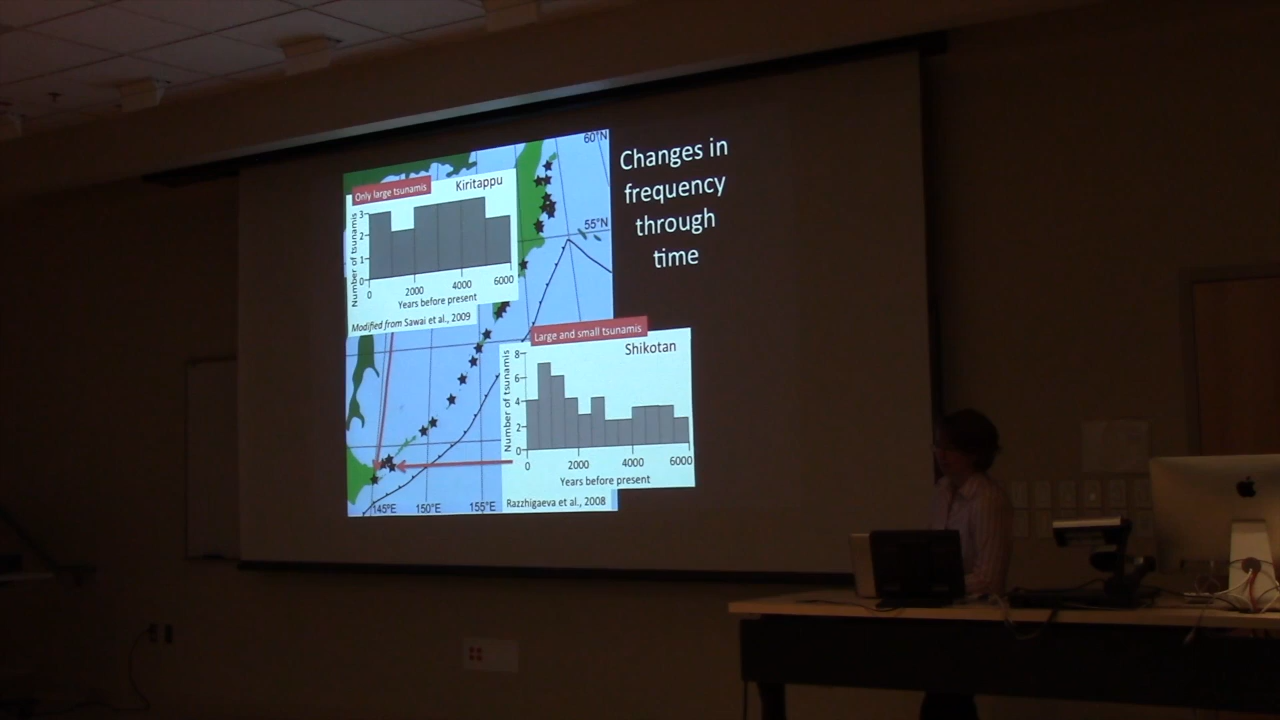 Changes in
frequency
through
time
60°N
55°N
Only large tsunamis
Kiritappu
Number of tsunamis
3
2
1
0
0
2000
4000
6000
Years before present
Modified from Sawai et al., 2009
Large and small tsunamis
Shikotan
Number of tsunamis
8
6
4
2
0
0
2000
4000
6000
Years before present
Razzhigaeva et al., 2008
145°E
150°E
155°E